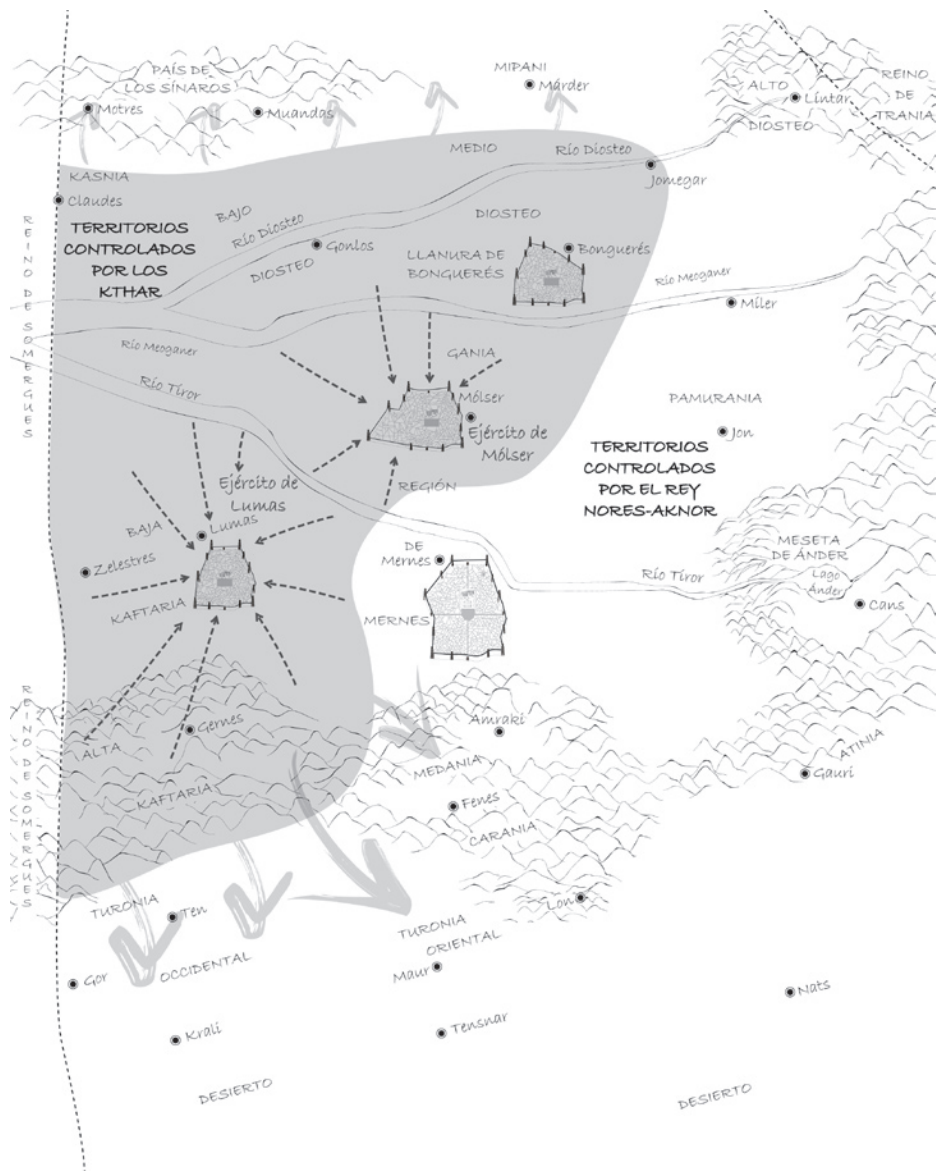 PAÍS DE
LOS SÍNAROS
Motres
Muandas
MIPANI
Márder
ALTO
Líntar
DIOSTEO
REINO
DE
TRANIA
KASNIA
Claudes
MEDIO
Río Diosteo
Jomegar
REINO DE SOMERGUES
TERRITORIOS
CONTROLADOS
POR LOS
KTHAR
BAJO
Río Diosteo
DIOSTEO
Gonlos
DIOSTEO
LLANURA DE
BONGUERÉS
Bonguerés
Río Meoganer
Míler
Río Meoganer
GANIA
Río Tíror
Mólser
Ejército de
Mólser
PAMURANIA
Jon
TERRITORIOS
CONTROLADOS
POR EL REY
NORES-AKNOR
Ejército de
Lumas
REGIÓN
BAJA
Lumas
Zelestres
KAFTARIA
DE
Mernes
MERNES
Río Tíror
MESETA
DE ÁNDER
Lago
Ánder
Cans
REINO DE SOMERGUES
Gernes
ALTA
KAFTARIA
Amraki
MEDANIA
Fenes
CARANIA
ATINIA
Gauri
TURONIA
Ten
OCCIDENTAL
Gor
Lon
TURONIA
ORIENTAL
Maur
Nats
Krali
Tensnar
DESIERTO
DESIERTO